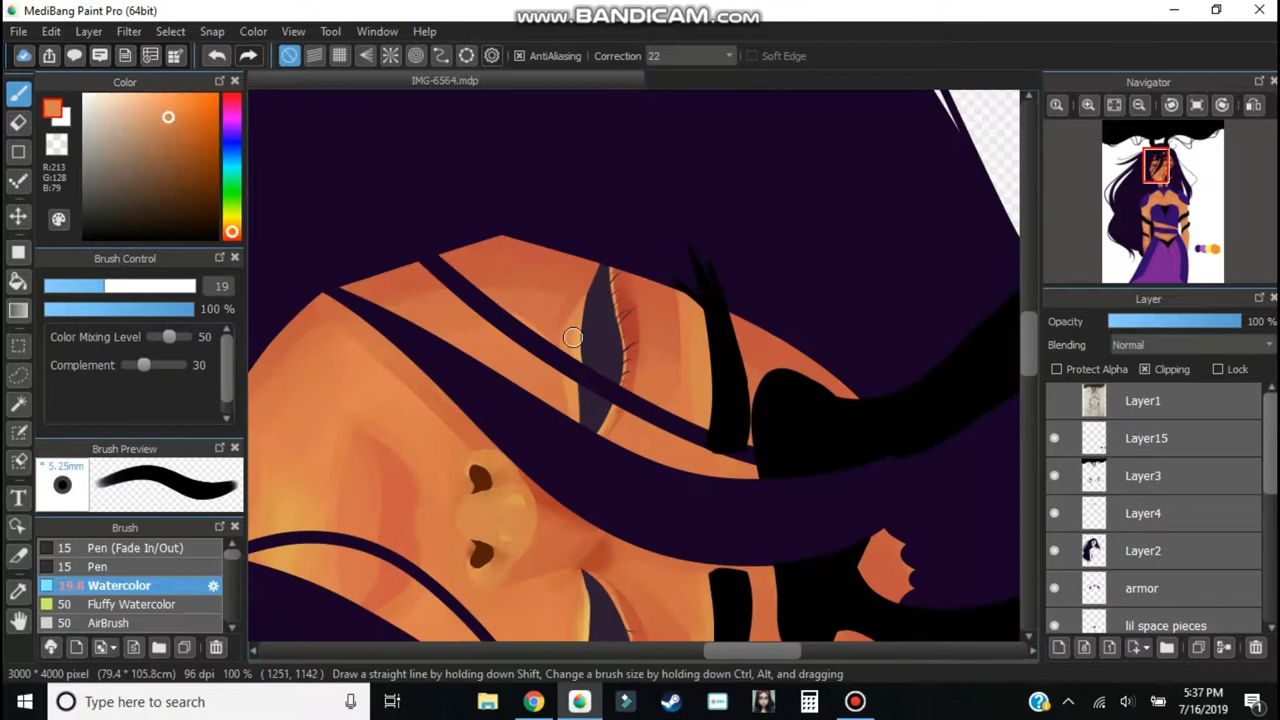 MediBang Paint Pro (64bit)
www.BANDICAM.com
File Edit Layer Filter Select Snap Color View Tool Window Help
AntiAliasing Correction 22 Soft Edge
Color
IMG-6564.mdp
Navigator
R:213
G:128
B:79
Brush Control
19
100 %
Color Mixing Level 50
Complement 30
Brush Preview
* 5.25mm
Brush
15 Pen (Fade In/Out)
15 Pen
19.8 Watercolor
50 Fluffy Watercolor
50 AirBrush
Layer
Opacity 100 %
Blending Normal
Protect Alpha Clipping Lock
Layer1
Layer15
Layer3
Layer4
Layer2
armor
lil space pieces
3000 * 4000 pixel (79.4 * 105.8cm) 96 dpi 100 % ( 1251, 1142 ) Draw a straight line by holding down Shift, Change a brush size by holding down Ctrl, Alt, and dragging
Type here to search
5:37 PM
7/16/2019
1